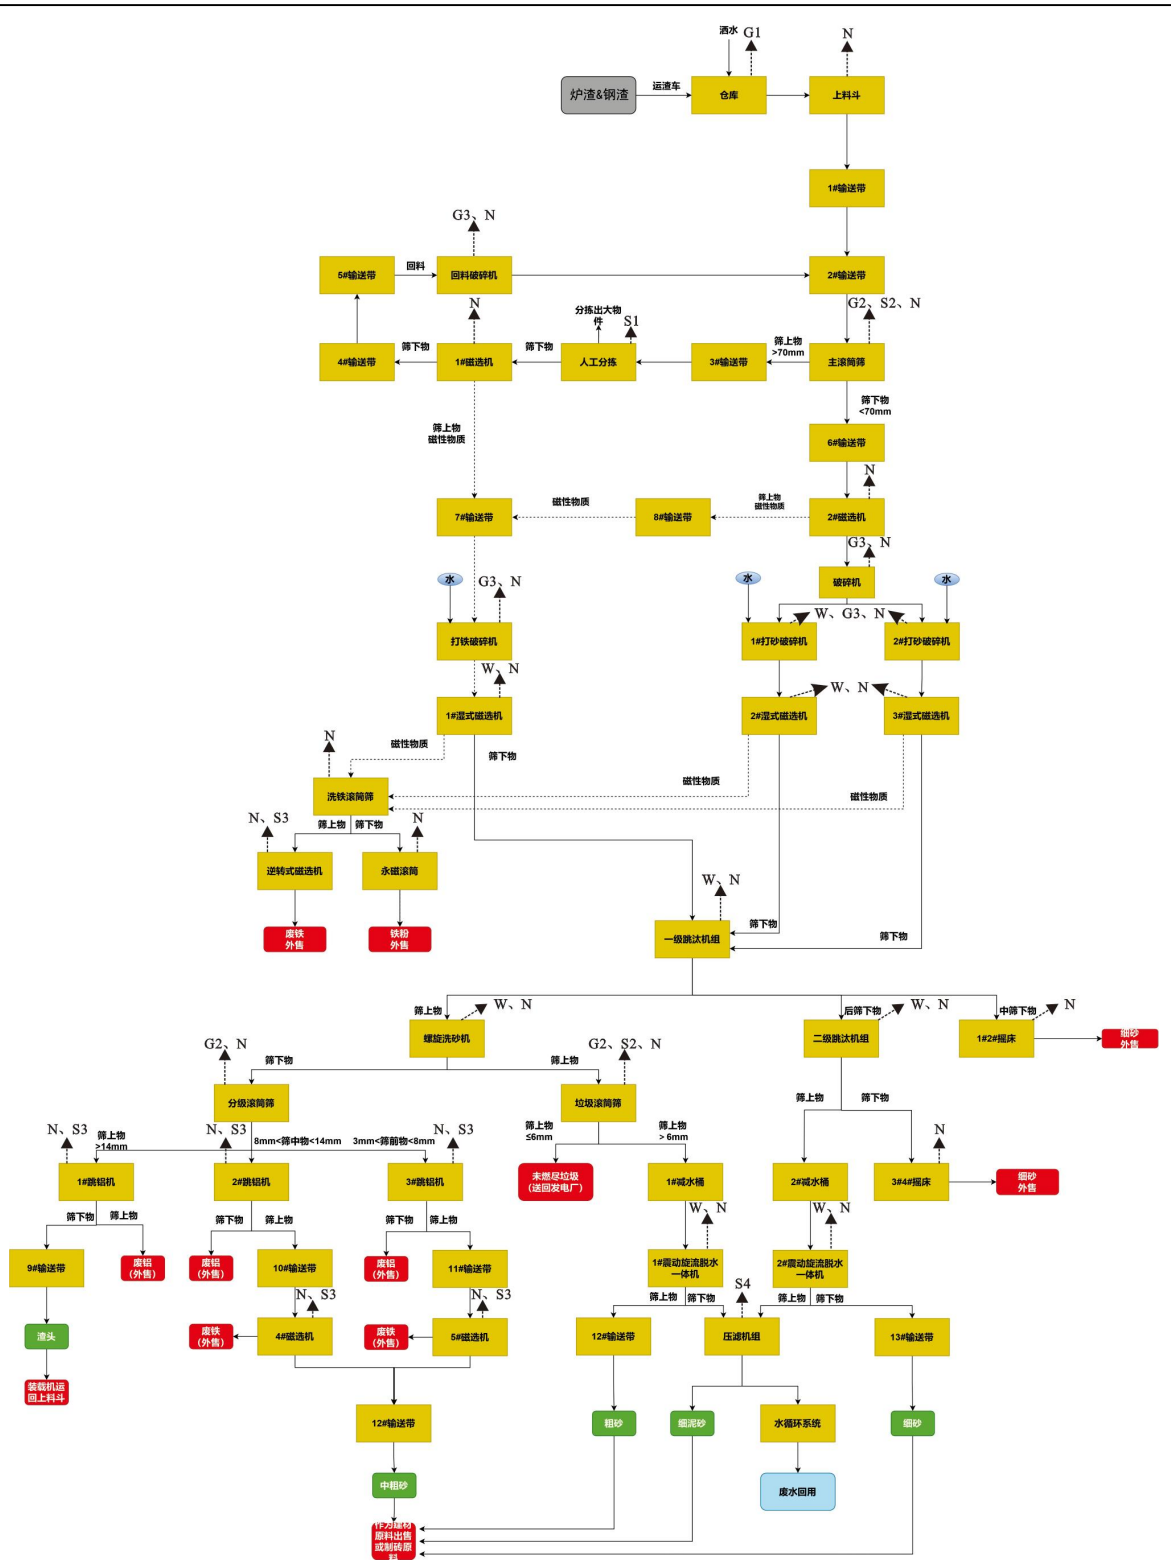 洒水
G1
N
炉渣&钢渣
运渣车
仓库
上料斗
1#输送带
G3、N
5#输送带
回料
回料破碎机
2#输送带
N
分拣出大物
件
S1
G2、S2、N
4#输送带
筛下物
1#磁选机
筛下物
人工分拣
3#输送带
筛上物
>70mm
主滚筒筛
筛下物
<70mm
筛上物
磁性物质
6#输送带
N
7#输送带
磁性物质
8#输送带
筛上物
磁性物质
2#磁选机
G3、N
破碎机
水
G3、N
水
水
W、G3、N
打铁破碎机
1#打砂破碎机
2#打砂破碎机
W、N
W、N
1#湿式磁选机
2#湿式磁选机
3#湿式磁选机
N
磁性物质
筛下物
磁性物质
磁性物质
洗铁滚筒筛
N、S3
筛上物
筛下物
N
逆转式磁选机
永磁滚筒
W、N
废铁
外售
铁粉
外售
一级跳汰机组
筛下物
筛下物
筛上物
W、N
后筛下物
W、N
中筛下物
N
螺旋洗砂机
二级跳汰机组
1#2#摇床
细砂
外售
G2、N
筛下物
筛上物
G2、S2、N
分级滚筒筛
垃圾滚筒筛
筛上物
筛下物
N、S3
筛上物
>14mm
N、S3
8mm<筛中物<14mm
3mm<筛前物<8mm
N、S3
筛上物
≤6mm
筛上物
> 6mm
N
1#跳铝机
2#跳铝机
3#跳铝机
未燃尽垃圾
（送回发电厂）
1#减水桶
2#减水桶
3#4#摇床
细砂
外售
筛下物
筛上物
筛下物
筛上物
筛下物
筛上物
W、N
W、N
9#输送带
废铝
（外售）
废铝
（外售）
10#输送带
废铝
（外售）
11#输送带
1#震动旋流脱水
一体机
2#震动旋流脱水
一体机
N、S3
N、S3
筛上物
筛下物
S4
筛上物
筛下物
渣头
废铁
（外售）
4#磁选机
废铁
（外售）
5#磁选机
12#输送带
压滤机组
13#输送带
装载机运
回上料斗
12#输送带
粗砂
细泥砂
水循环系统
细砂
中粗砂
废水回用
作为建材
原料出售
或制砖原
料